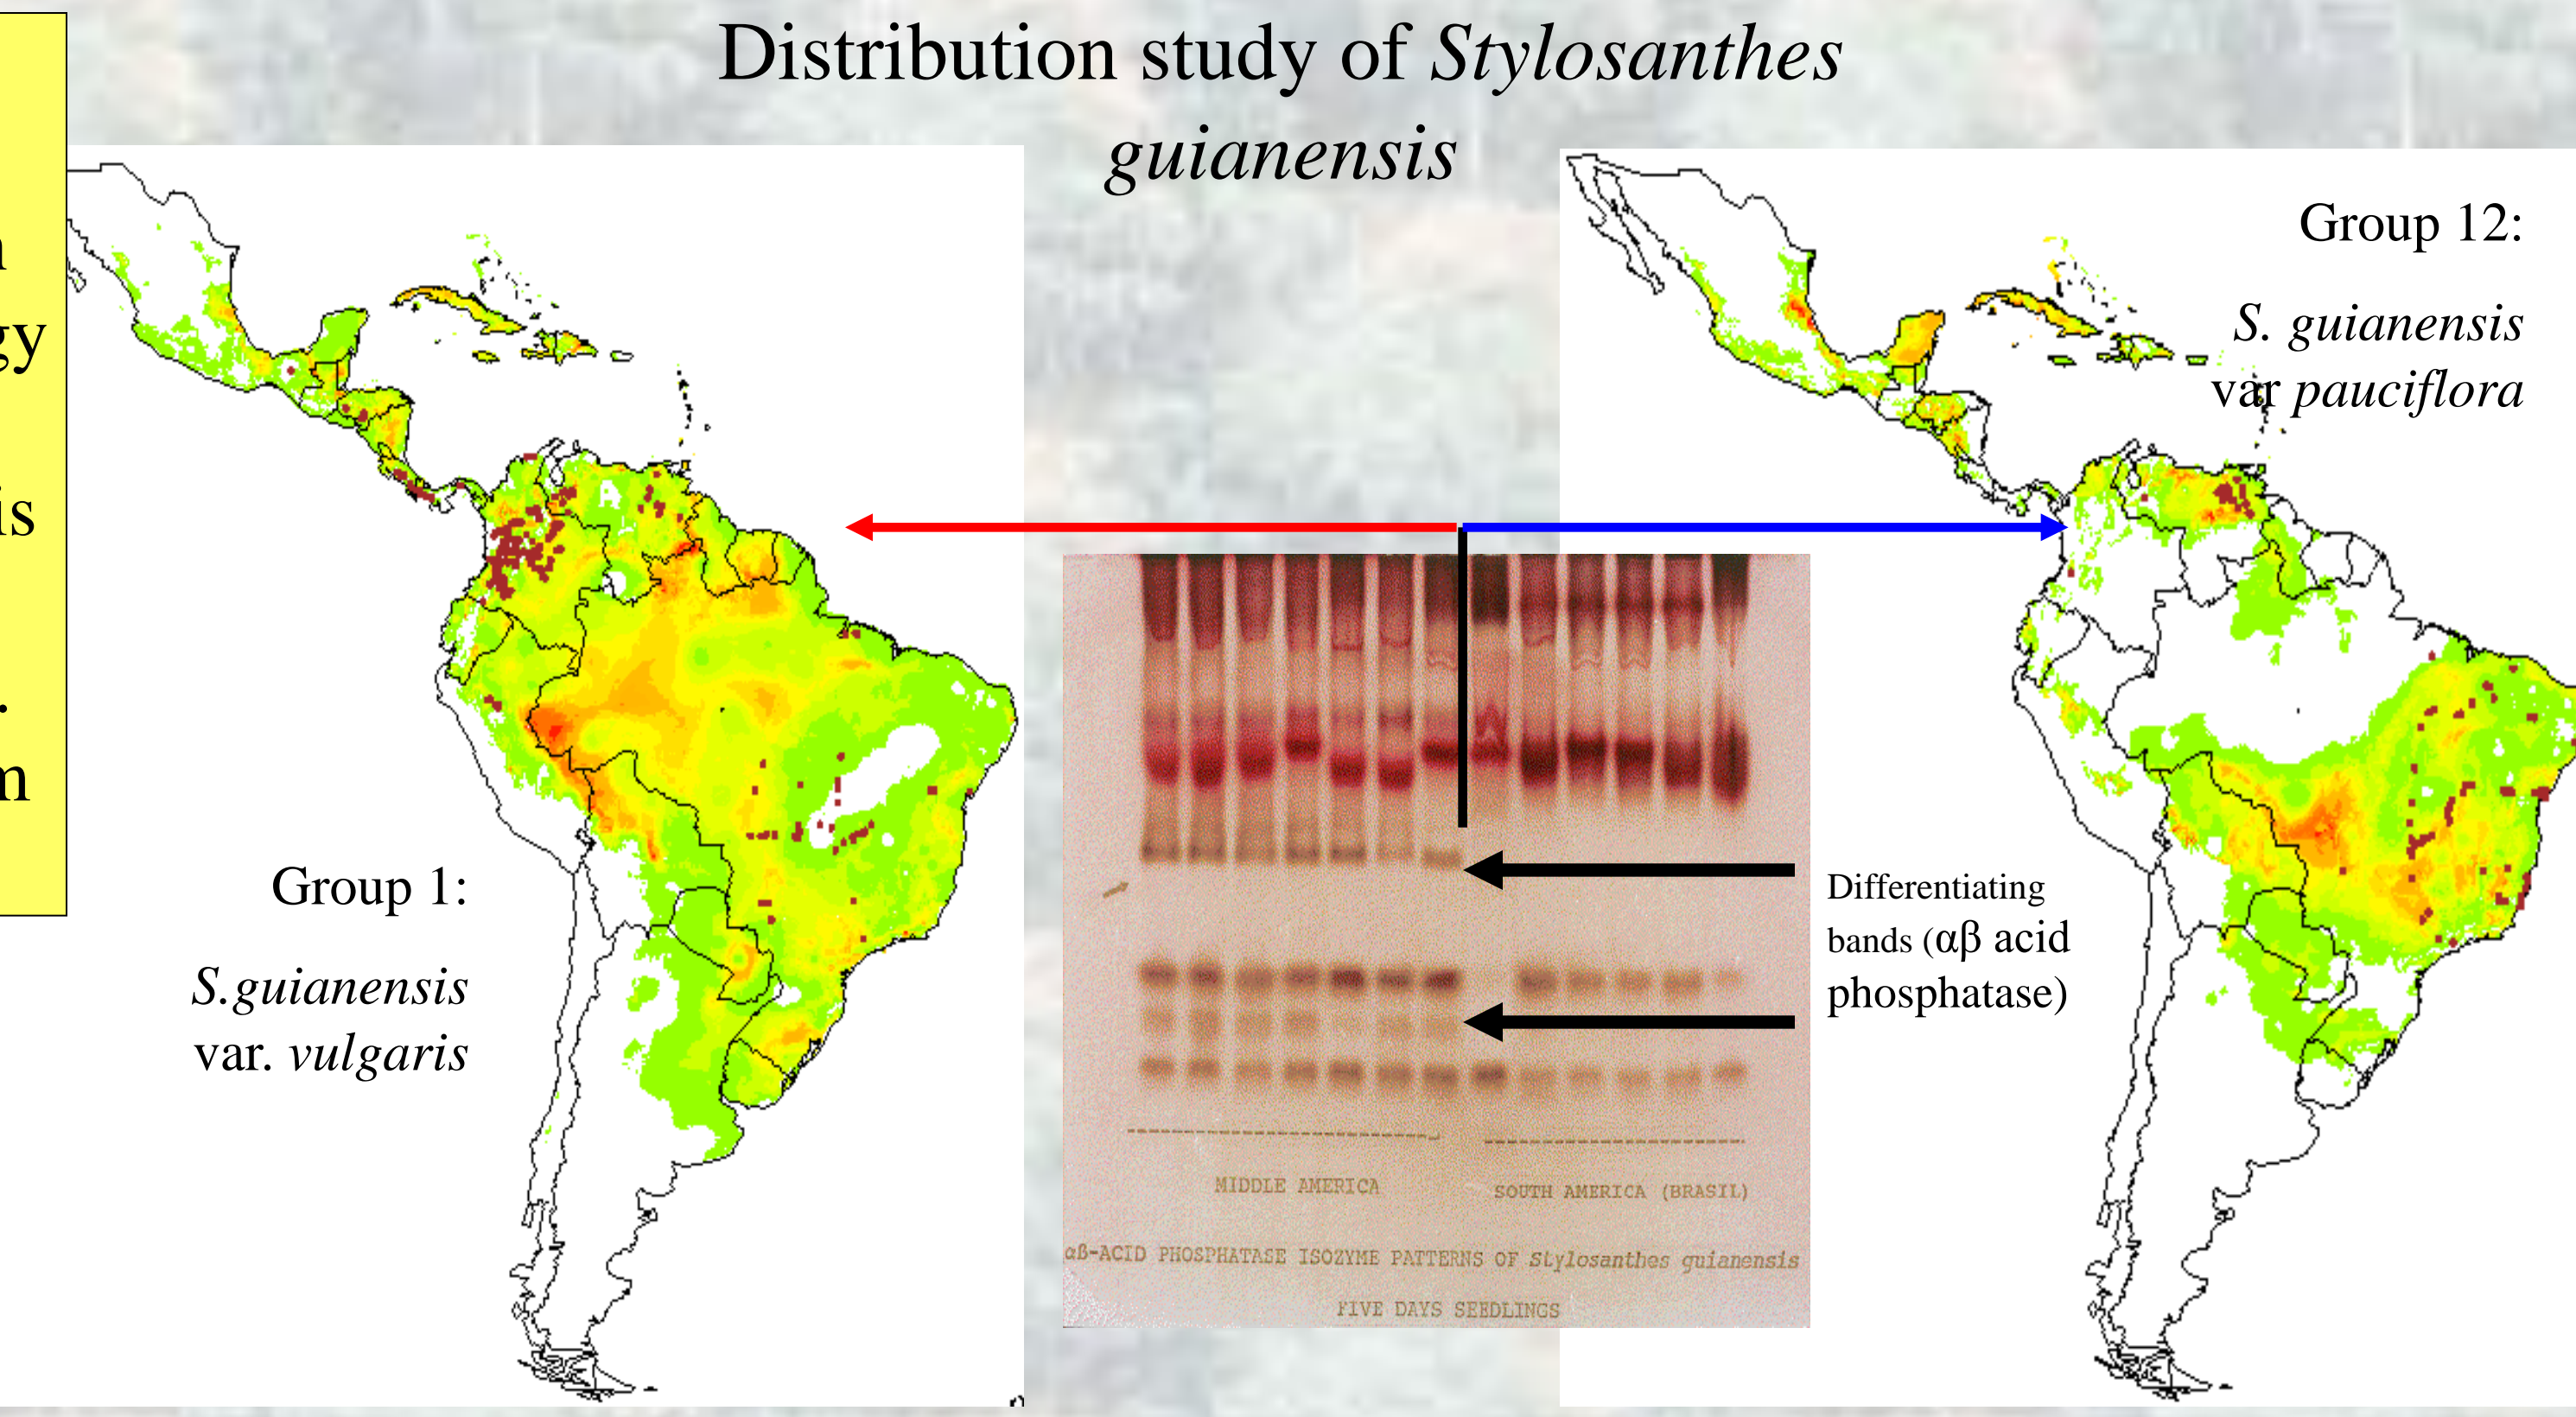 Distribution study of Stylosanthes
guianensis
Group 12:
S. guianensis
var pauciflora
is
Group 1:
S.guianensis
var. vulgaris
Differentiating
bands (αβ acid
phosphatase)
MIDDLE AMERICA
SOUTH AMERICA (BRASIL)
αβ-ACID PHOSPHATASE ISOZYME PATTERNS OF Stylosanthes guianensis
FIVE DAYS SEEDLINGS